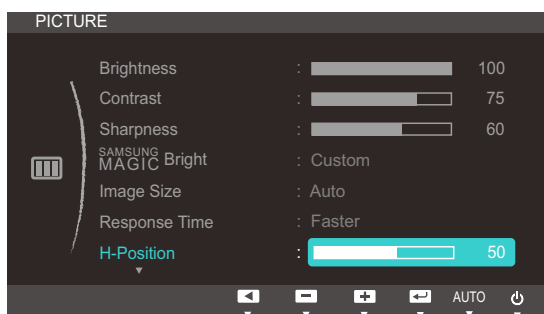 PICTURE
Brightness : 100
Contrast : 75
Sharpness : 60
SAMSUNG MAGIC Bright : Custom
Image Size : Auto
Response Time : Faster
H-Position : 50
AUTO